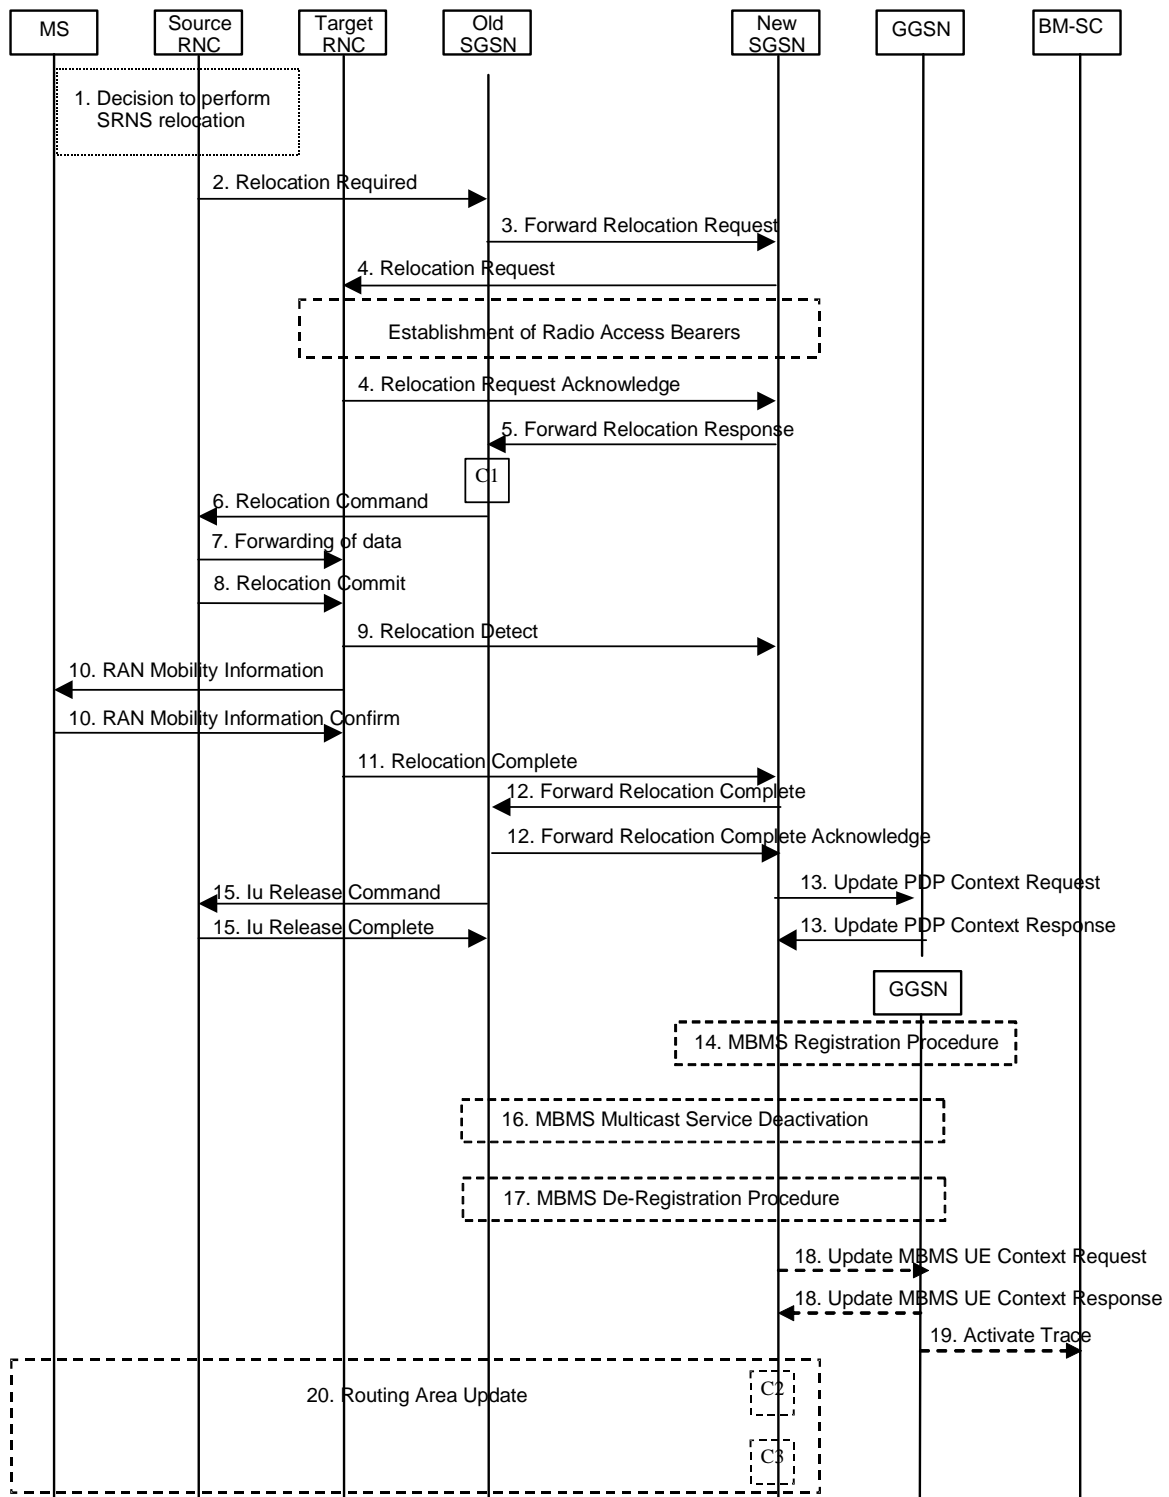 MS
Source
RNC
Target
RNC
Old
SGSN
New
SGSN
GGSN
BM-SC
1. Decision to perform
SRNS relocation
2. Relocation Required
3. Forward Relocation Request
4. Relocation Request
Establishment of Radio Access Bearers
4. Relocation Request Acknowledge
5. Forward Relocation Response
C1
6. Relocation Command
7. Forwarding of data
8. Relocation Commit
9. Relocation Detect
10. RAN Mobility Information
10. RAN Mobility Information Confirm
11. Relocation Complete
12. Forward Relocation Complete
12. Forward Relocation Complete Acknowledge
13. Update PDP Context Request
15. Iu Release Command
13. Update PDP Context Response
15. Iu Release Complete
GGSN
14. MBMS Registration Procedure
16. MBMS Multicast Service Deactivation
17. MBMS De-Registration Procedure
18. Update MBMS UE Context Request
18. Update MBMS UE Context Response
19. Activate Trace
20. Routing Area Update
C2
C3